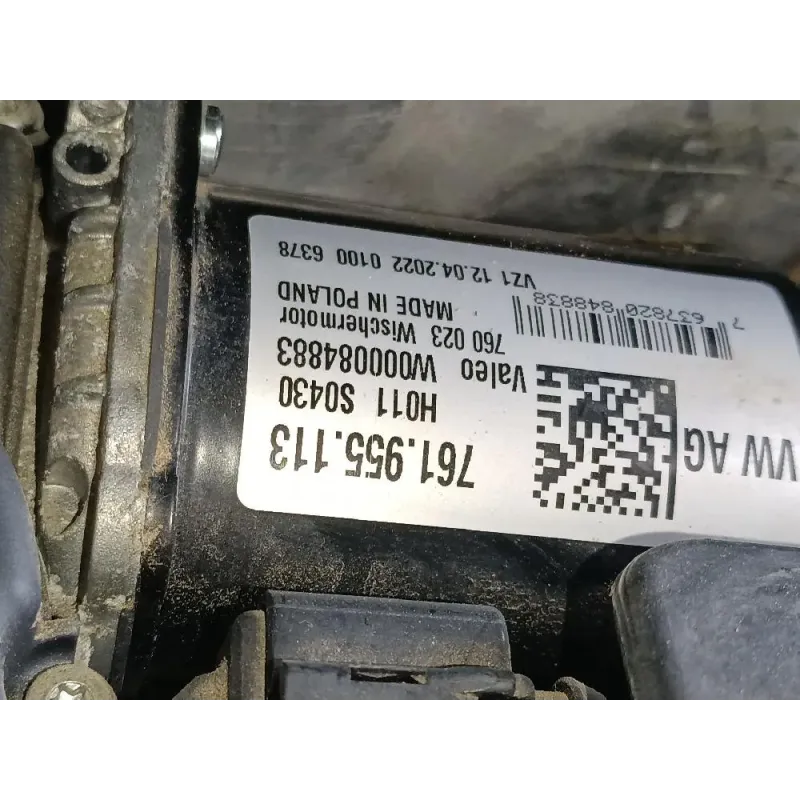 VW AG
761.955.113
H011 S0430
Valeo W000084883
760 023 Wischermotor
MADE IN POLAND
7 637820 848838
VZ1 12.04.2022 0100 6378